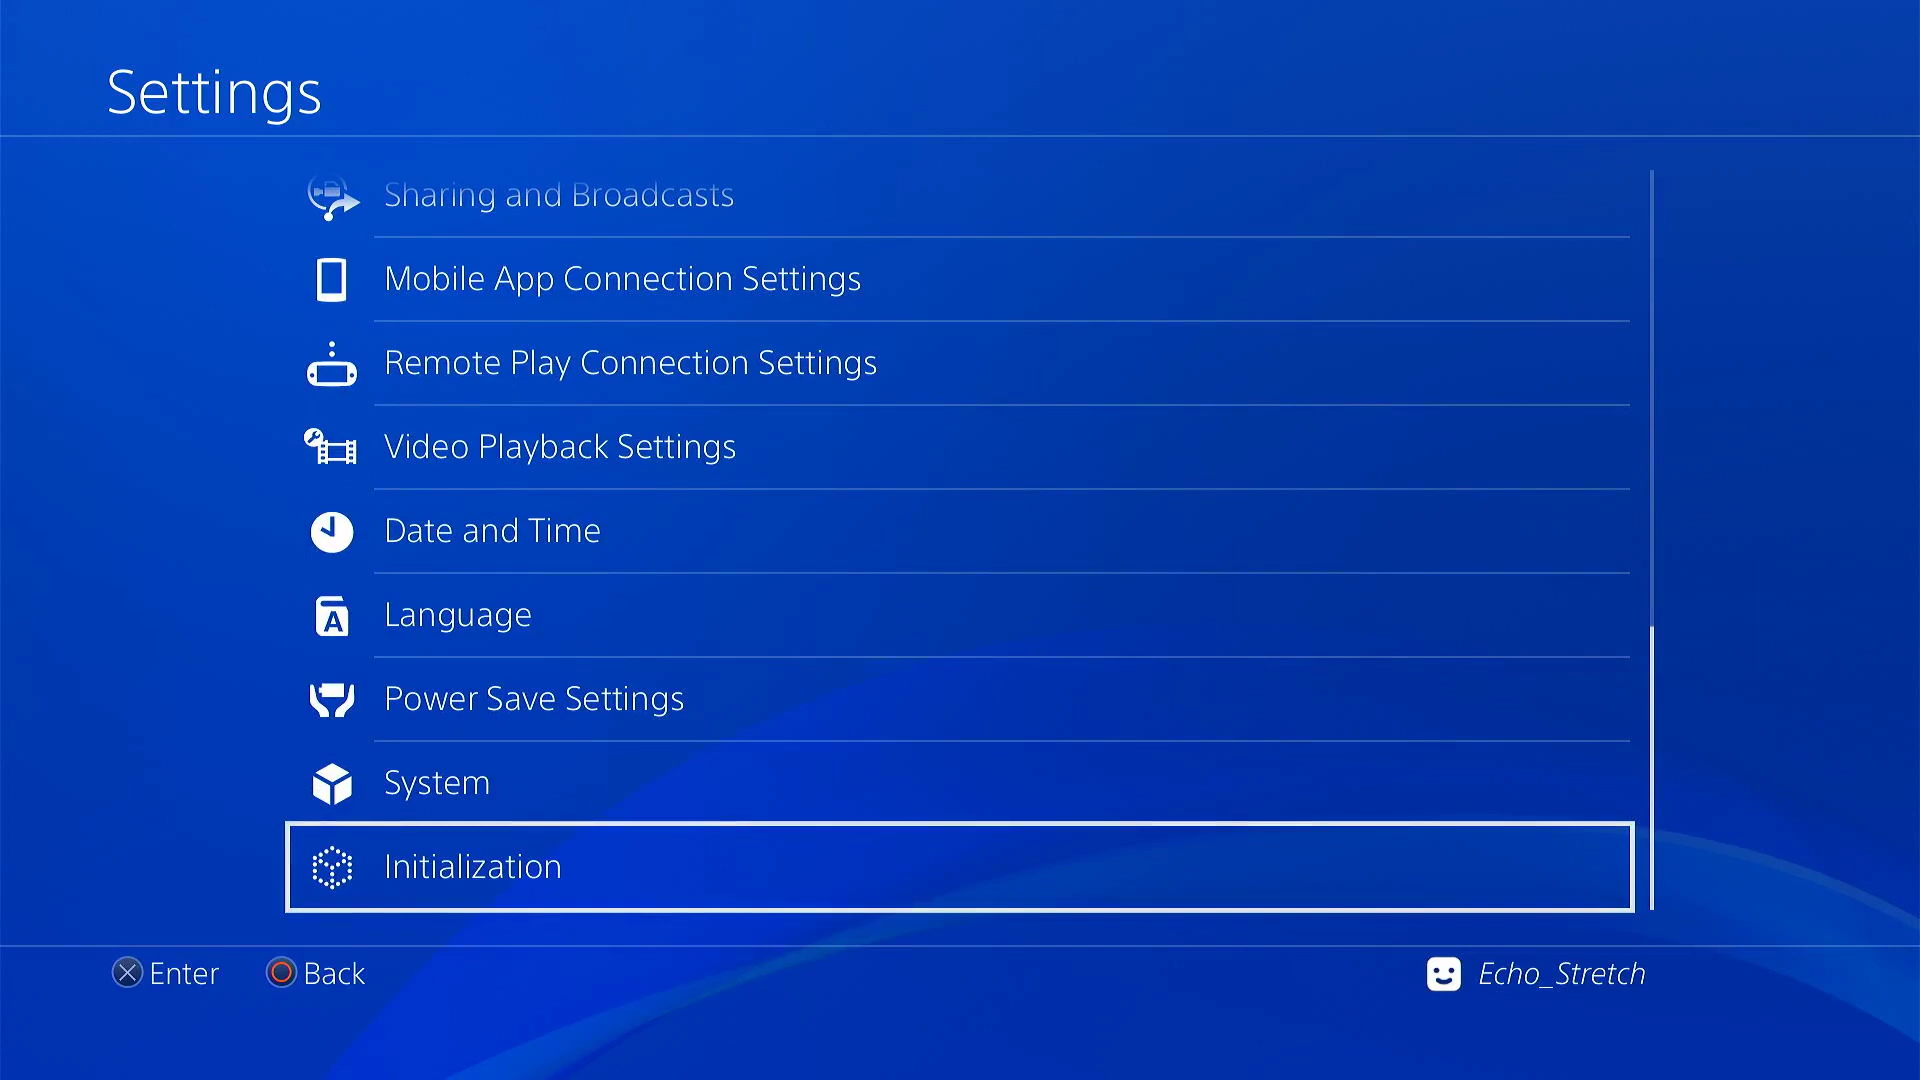 Settings
Sharing and Broadcasts
Mobile App Connection Settings
Remote Play Connection Settings
Video Playback Settings
Date and Time
Language
Power Save Settings
System
Initialization
Enter Back Echo_Stretch